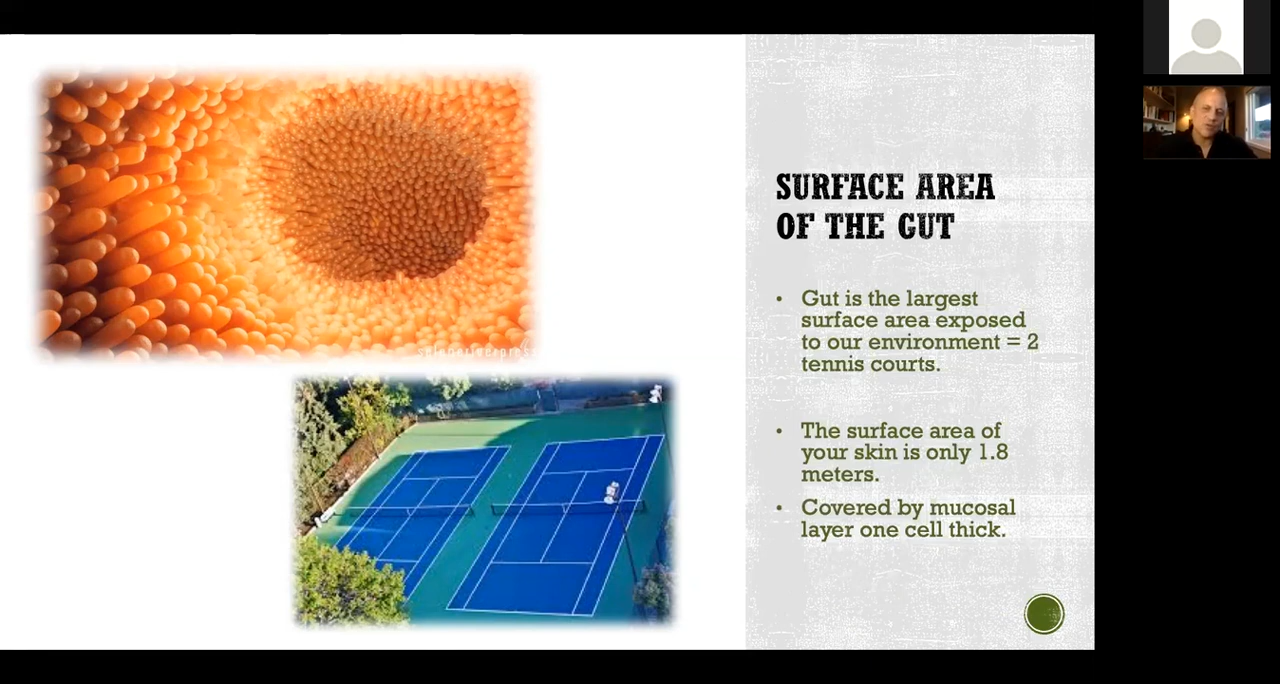 SURFACE AREA
OF THE GUT
• Gut is the largest
surface area exposed
to our environment = 2
tennis courts.
• The surface area of
your skin is only 1.8
meters.
• Covered by mucosal
layer one cell thick.